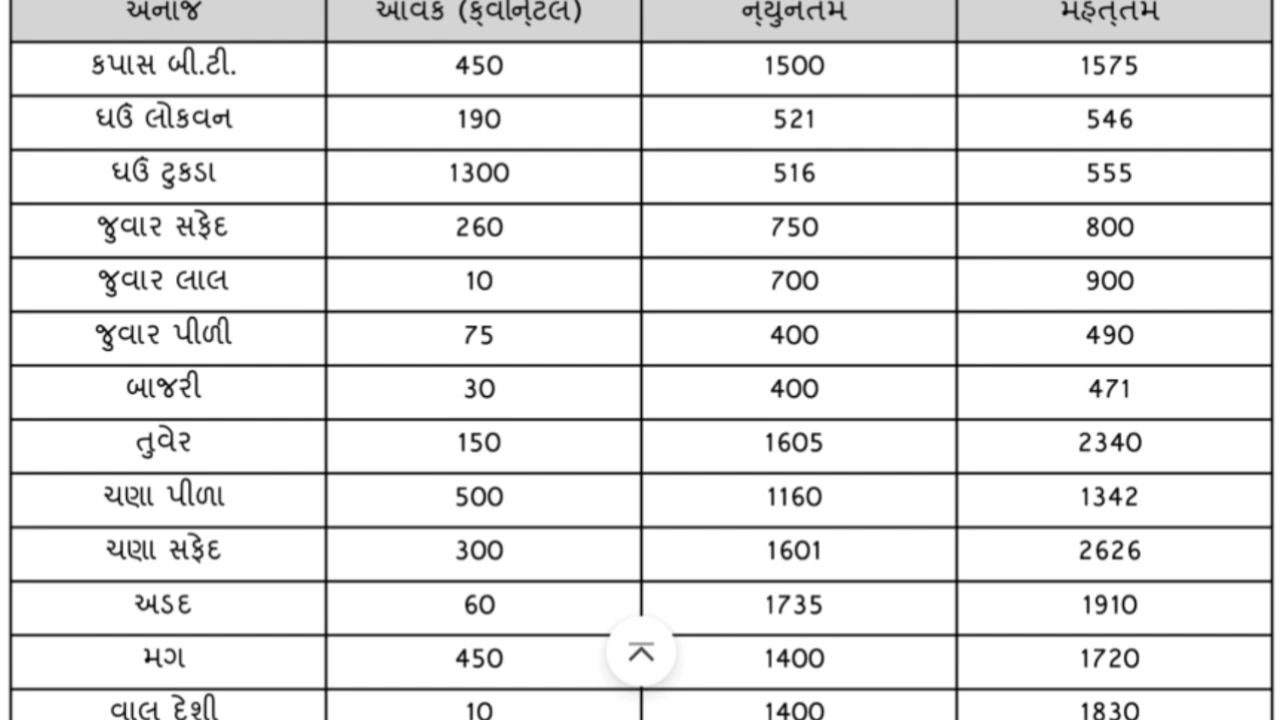 અનાજ આવક (ક્વીન્ટલ) ન્યુનતમ મહત્તમ
કપાસ બી.ટી. 450 1500 1575
ઘઉં લોકવન 190 521 546
ઘઉં ટુકડા 1300 516 555
જુવાર સફેદ 260 750 800
જુવાર લાલ 10 700 900
જુવાર પીળી 75 400 490
બાજરી 30 400 471
તુવેર 150 1605 2340
ચણા પીળા 500 1160 1342
ચણા સફેદ 300 1601 2626
અડદ 60 1735 1910
મગ 450 1400 1720
વાલ દેશી 10 1400 1830